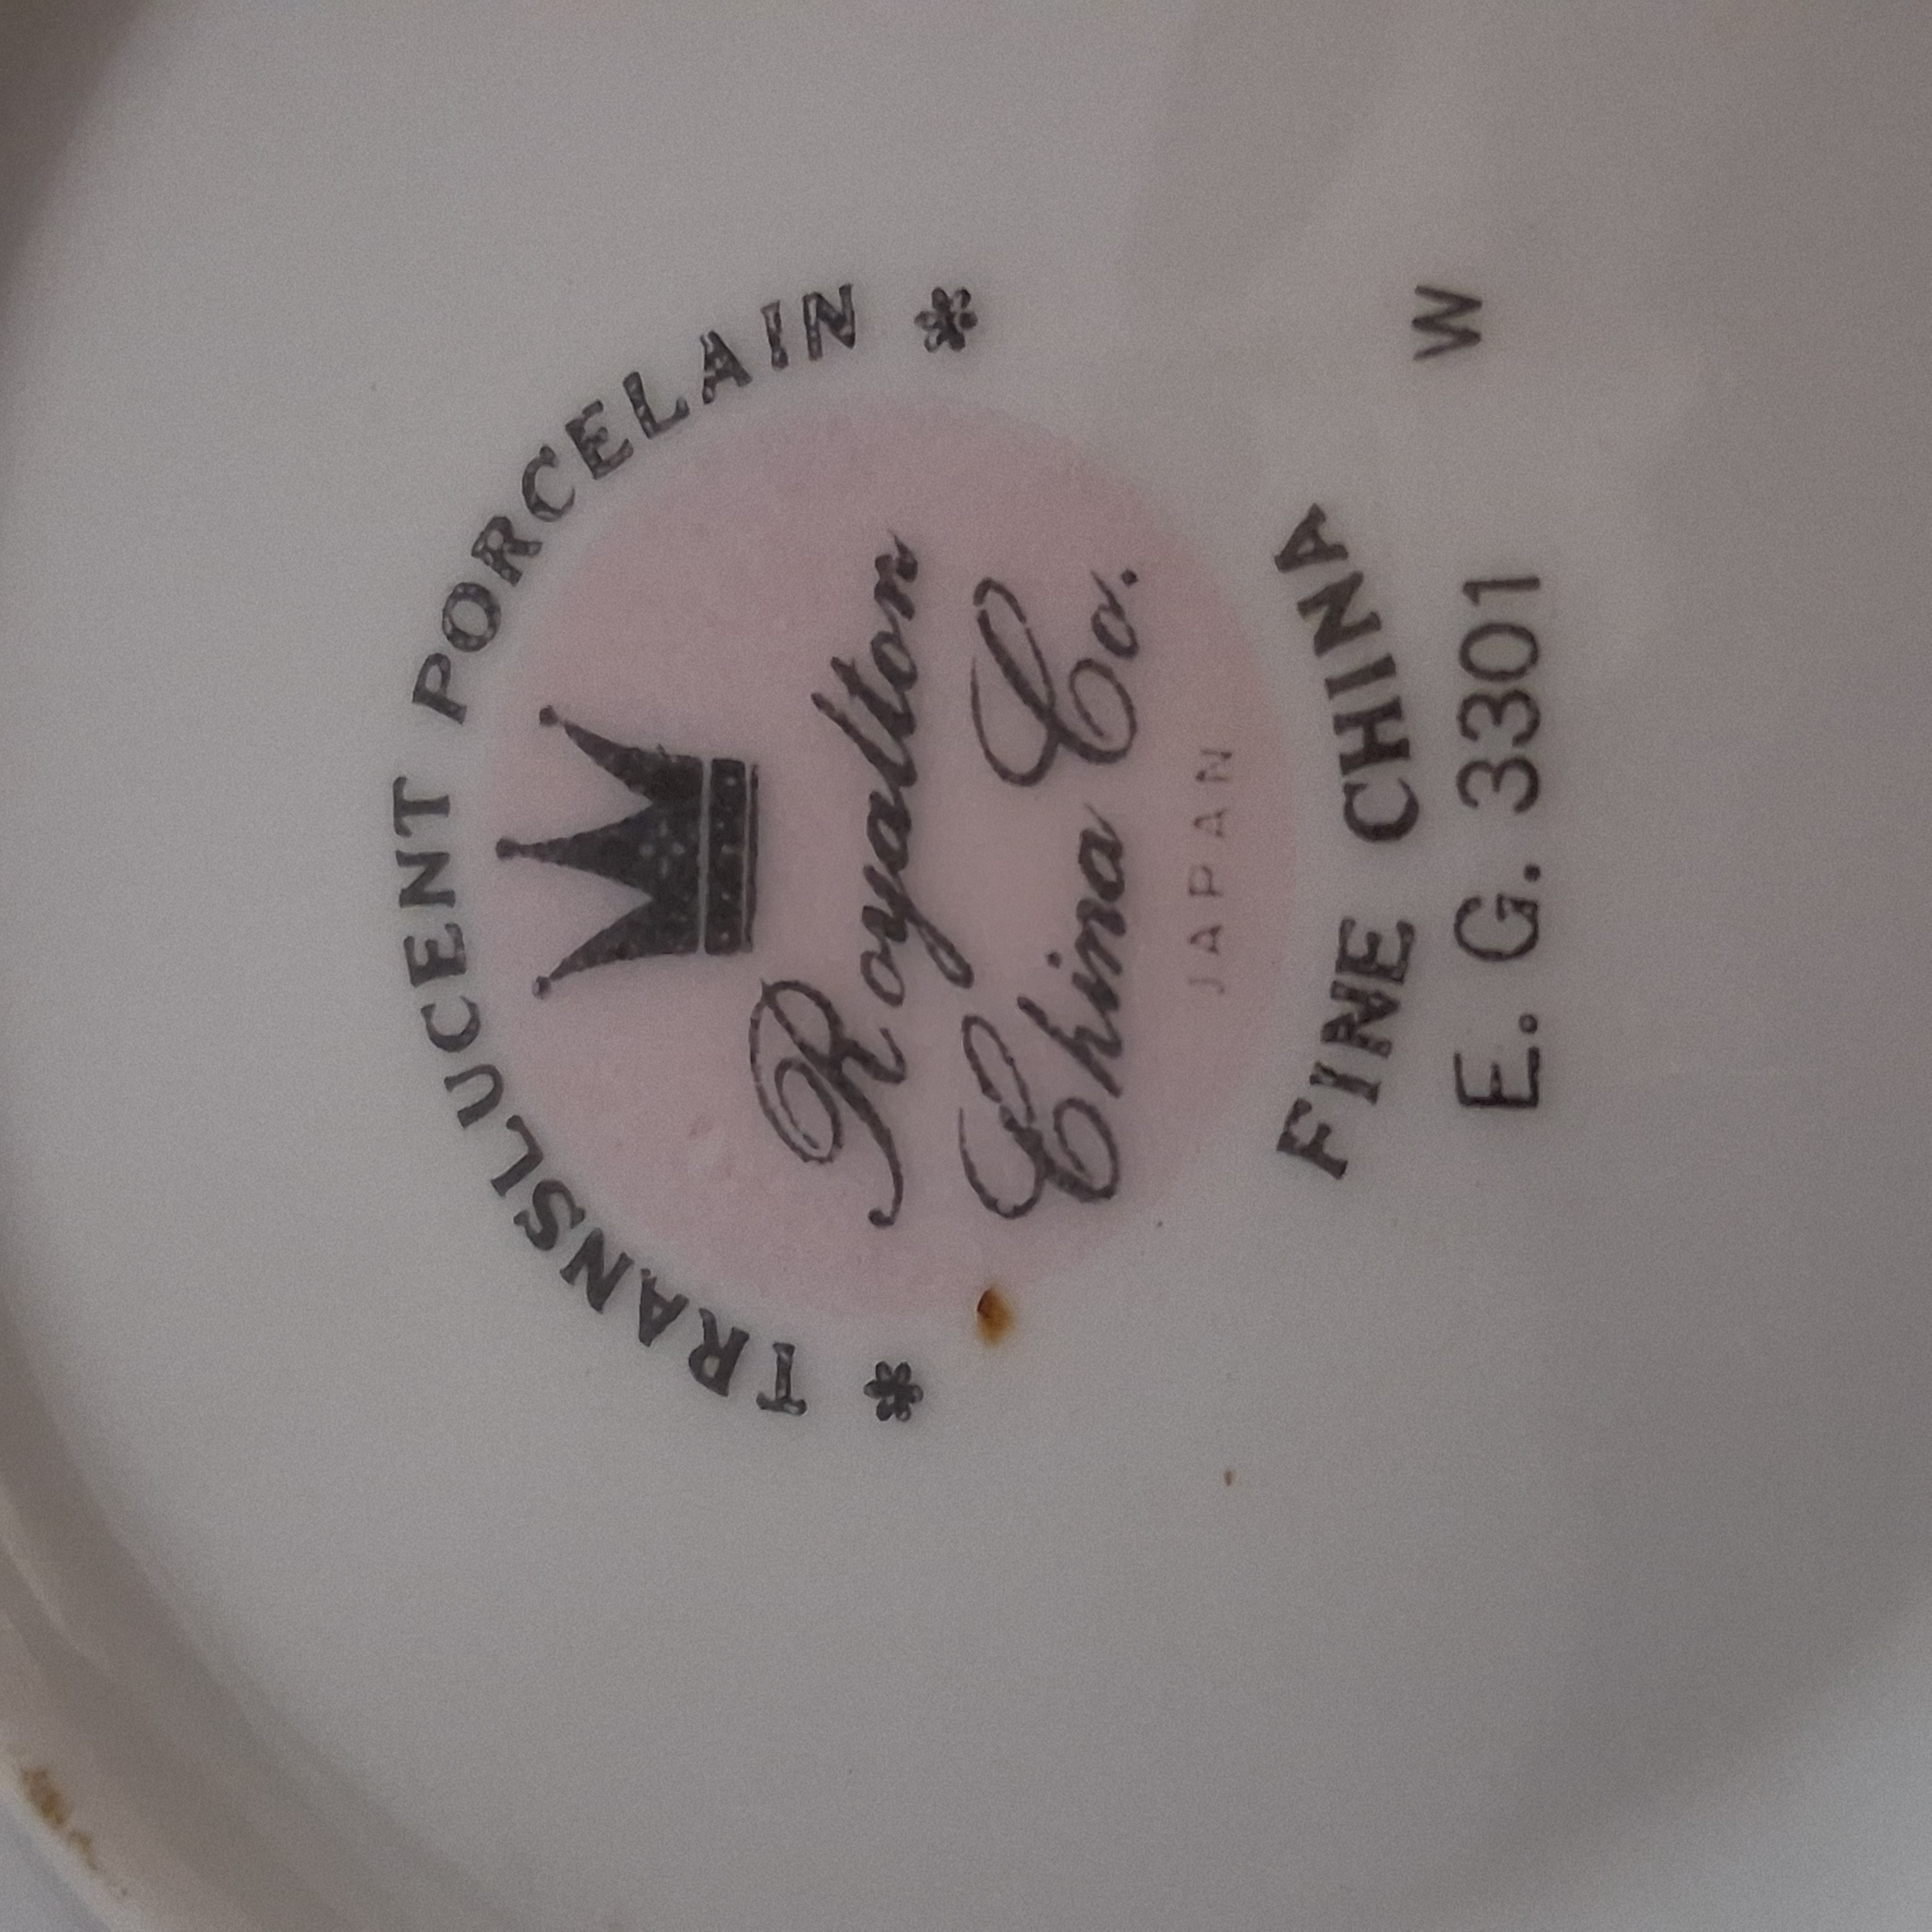 * TRANSLUCENT PORCELAIN *
Royalton
China Co.
JAPAN
FINE CHINA
E. G. 3301
W